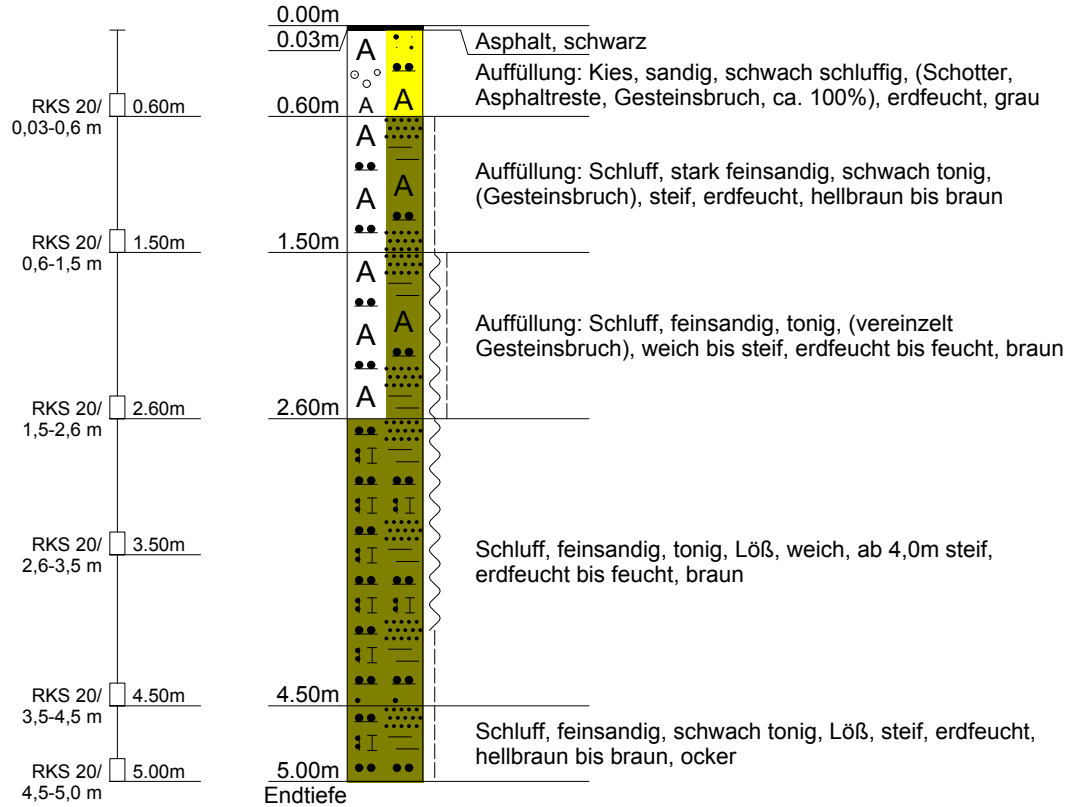 0.00m
0.03m
Asphalt, schwarz
A
Auffüllung: Kies, sandig, schwach schluffig, (Schotter,
Asphaltreste, Gesteinsbruch, ca. 100%), erdfeucht, grau
RKS 20/
0,03-0,6 m
0.60m
0.60m
A
A
A
Auffüllung: Schluff, stark feinsandig, schwach tonig,
(Gesteinsbruch), steif, erdfeucht, hellbraun bis braun
A
A
A
RKS 20/
0,6-1,5 m
1.50m
1.50m
A
Auffüllung: Schluff, feinsandig, tonig, (vereinzelt
Gesteinsbruch), weich bis steif, erdfeucht bis feucht, braun
A
A
A
RKS 20/
1,5-2,6 m
2.60m
2.60m
RKS 20/
2,6-3,5 m
3.50m
Schluff, feinsandig, tonig, Löß, weich, ab 4,0m steif,
erdfeucht bis feucht, braun
RKS 20/
3,5-4,5 m
4.50m
4.50m
Schluff, feinsandig, schwach tonig, Löß, steif, erdfeucht,
hellbraun bis braun, ocker
RKS 20/
4,5-5,0 m
5.00m
5.00m
Endtiefe